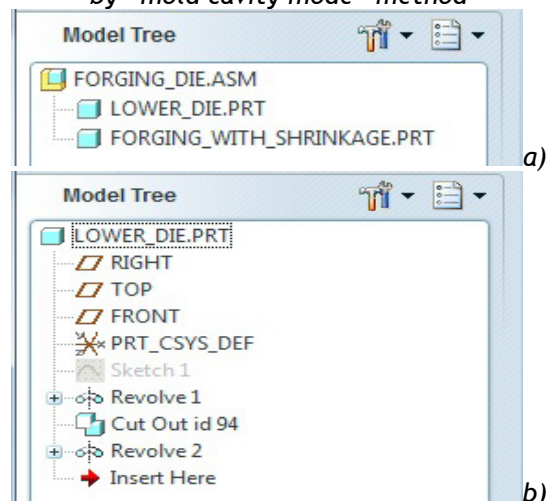 by "mold cavity mode" method
Model Tree
FORGING_DIE.ASM
LOWER_DIE.PRT
FORGING_WITH_SHRINKAGE.PRT
a)
Model Tree
LOWER_DIE.PRT
RIGHT
TOP
FRONT
PRT_CSYS_DEF
Sketch 1
Revolve 1
Cut Out id 94
Revolve 2
Insert Here
b)